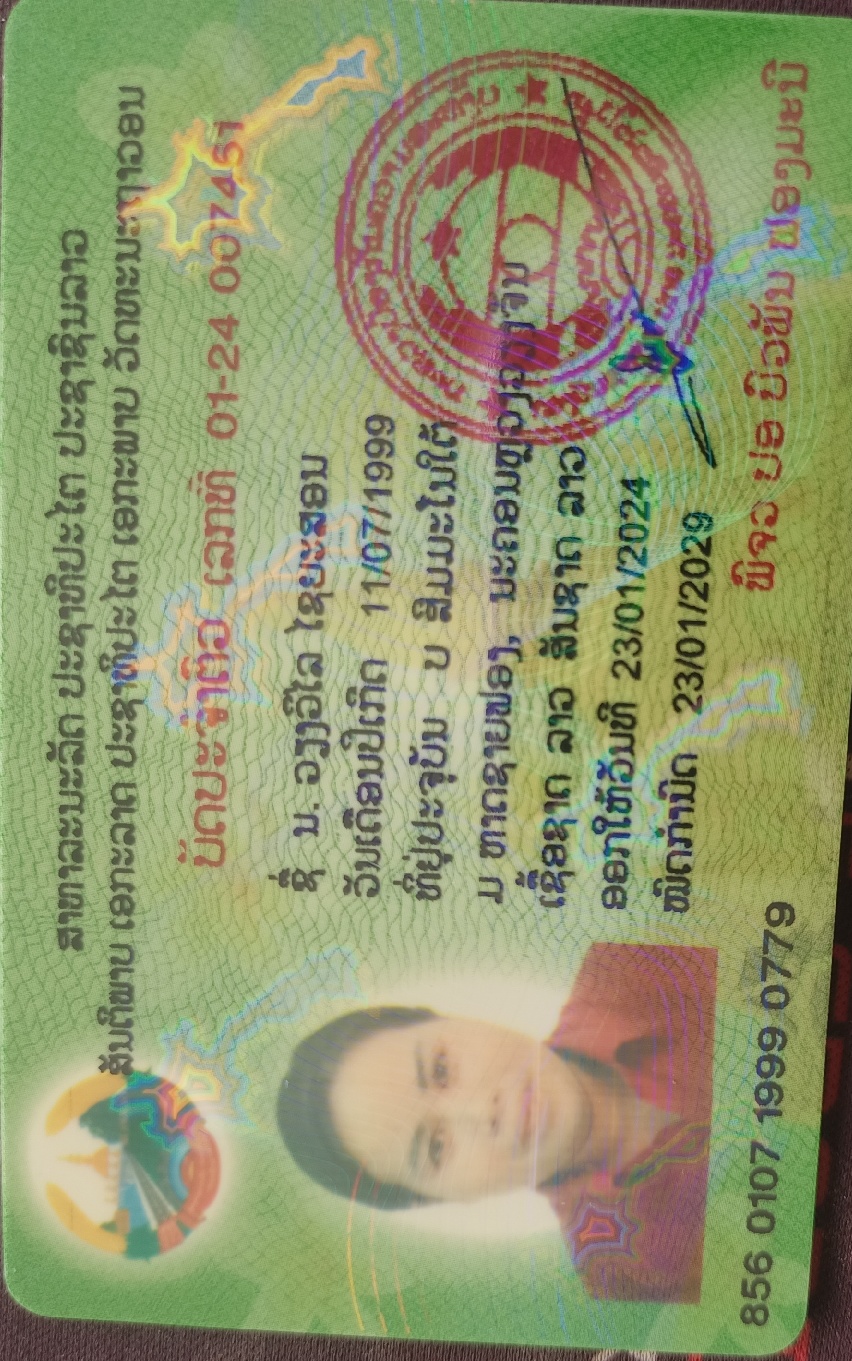 ສາທາລະນະລັດ ປະຊາທິປະໄຕ ປະຊາຊົນລາວ
ສັນຕິພາບ ເອກະລາດ ປະຊາທິປະໄຕ ເອກະພາບ ວັດທະນະຖາວອນ
ບັດປະຈຳຕົວ ເລກທີ 01-24 007451
ຊື່ ນ. ວຽງວິໄລ ໄຊຍະສອນ
ວັນເດືອນປີເກີດ 11/07/1999
ທີ່ຢູ່ປະຈຸບັນ ບ ສີມມະໂນໃຕ້
ມ ຫາດຊາຍຟອງ, ນະຄອນຫຼວງວຽງຈັນ
ເຊື້ອຊາດ ລາວ ສັນຊາດ ລາວ
ອອກໃຫ້ວັນທີ 23/01/2024
ໝົດກຳນົດ 23/01/2029
856 0107 1999 0779
ພັຈວ ປອ ບົວພັນ ຟອງມະນີ